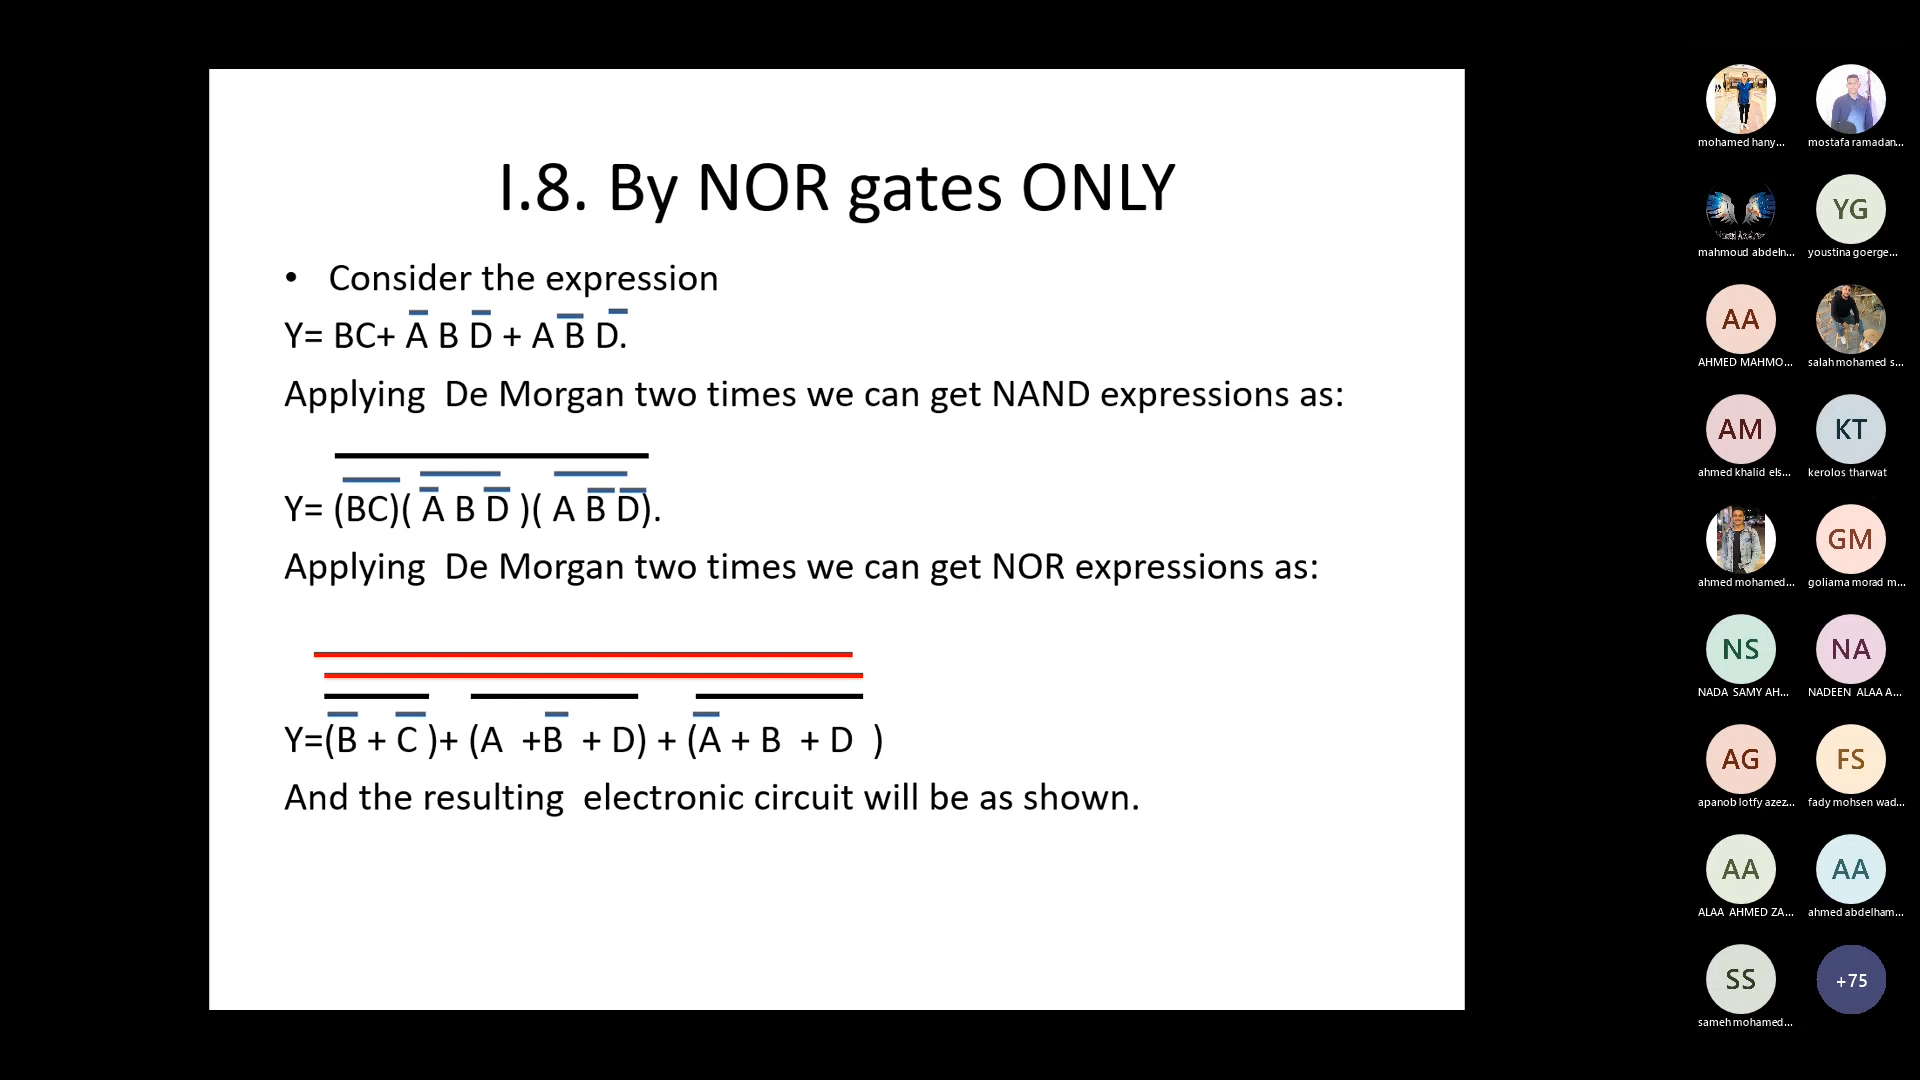 I.8. By NOR gates ONLY
• Consider the expression
Y= BC+ A̅ B D̅ + A B̅ D̅.
Applying De Morgan two times we can get NAND expressions as:
Y= (BC)( A̅ B D̅ )( A B̅ D̅).
Applying De Morgan two times we can get NOR expressions as:
Y=(B̅ + C̅ )+ (A +B̅ + D) + (A̅ + B + D )
And the resulting electronic circuit will be as shown.
mohamed hany...
mostafa ramadan...
mahmoud abdeln...
YG
youstina goerge...
AA
AHMED MAHMO...
salah mohamed s...
AM
ahmed khalid els...
KT
kerolos tharwat
ahmed mohamed...
GM
goliama morad m...
NS
NADA SAMY AH...
NA
NADEEN ALAA A...
AG
apanob lotfy azez...
FS
fady mohsen wad...
AA
ALAA AHMED ZA...
AA
ahmed abdelham...
SS
sameh mohamed...
+75